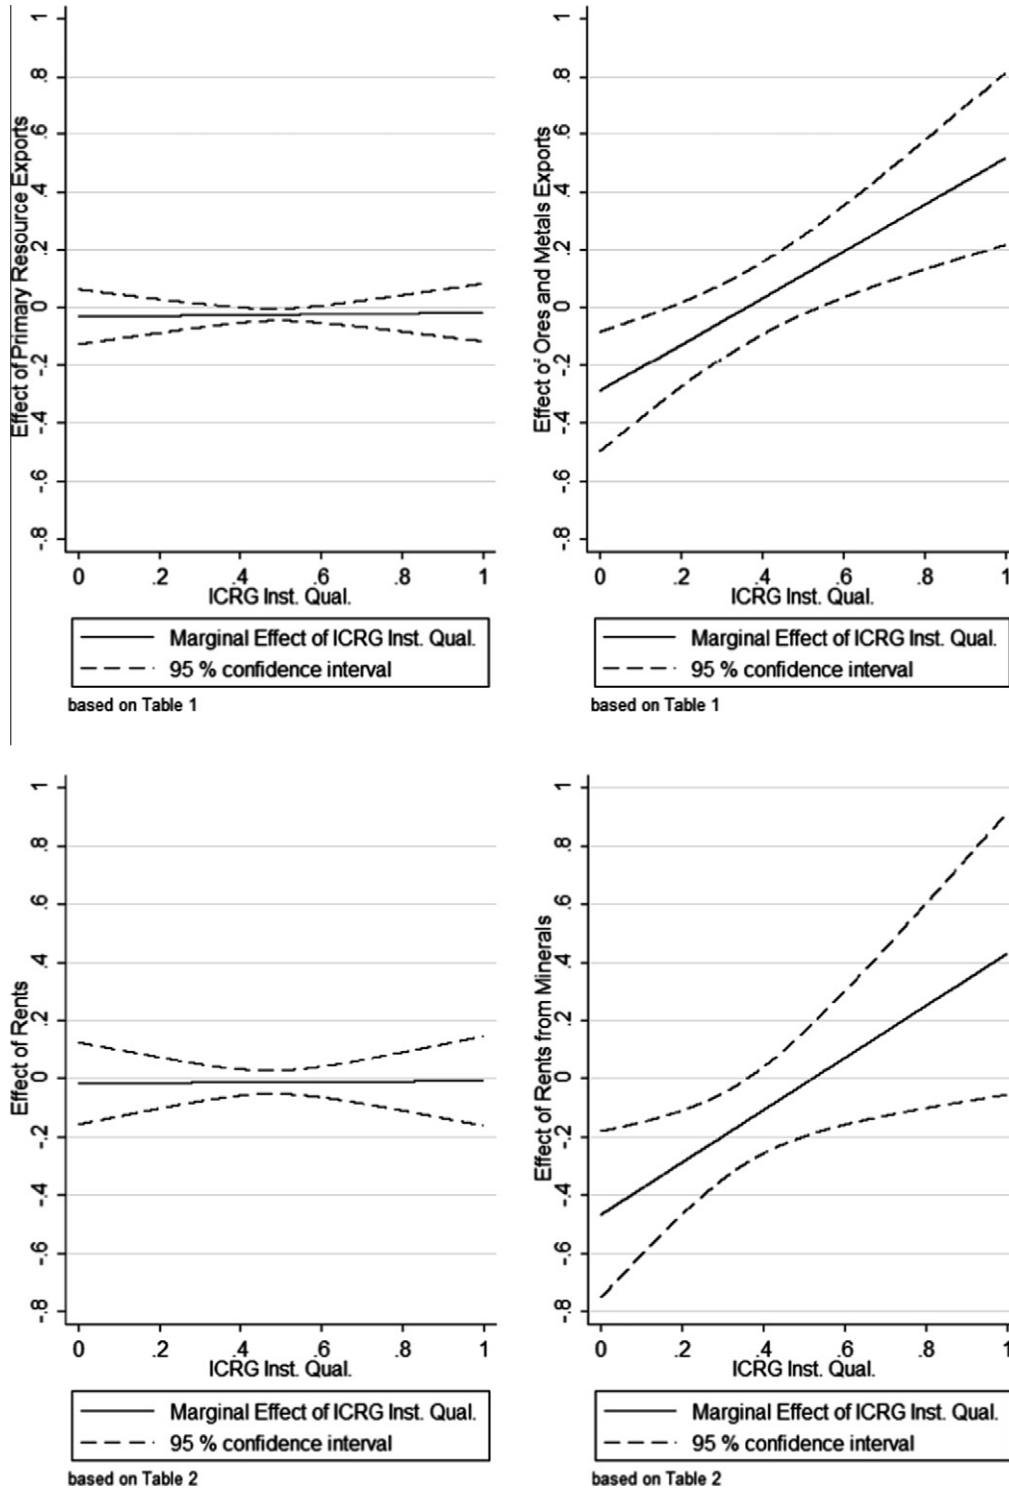 Effect of Primary Resource Exports
1
.8
.6
.4
.2
0
-.2
-.4
-.6
-.8
0 .2 .4 .6 .8 1
ICRG Inst. Qual.
Marginal Effect of ICRG Inst. Qual.
95 % confidence interval
based on Table 1
Effect of Ores and Metals Exports
1
.8
.6
.4
.2
0
-.2
-.4
-.6
-.8
0 .2 .4 .6 .8 1
ICRG Inst. Qual.
Marginal Effect of ICRG Inst. Qual.
95 % confidence interval
based on Table 1
Effect of Rents
1
.8
.6
.4
.2
0
-.2
-.4
-.6
-.8
0 .2 .4 .6 .8 1
ICRG Inst. Qual.
Marginal Effect of ICRG Inst. Qual.
95 % confidence interval
based on Table 2
Effect of Rents from Minerals
1
.8
.6
.4
.2
0
-.2
-.4
-.6
-.8
0 .2 .4 .6 .8 1
ICRG Inst. Qual.
Marginal Effect of ICRG Inst. Qual.
95 % confidence interval
based on Table 2